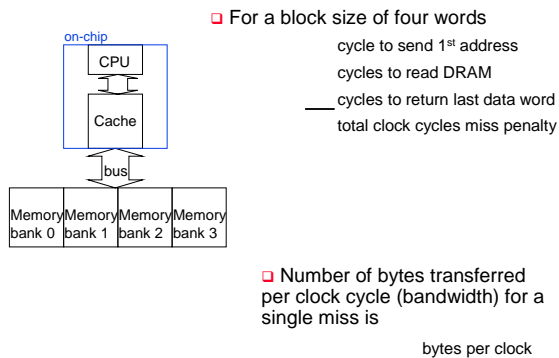 For a block size of four words
on-chip
CPU
Cache
bus
Memory bank 0
Memory bank 1
Memory bank 2
Memory bank 3
cycle to send 1st address
cycles to read DRAM
cycles to return last data word
total clock cycles miss penalty
Number of bytes transferred
per clock cycle (bandwidth) for a
single miss is
bytes per clock